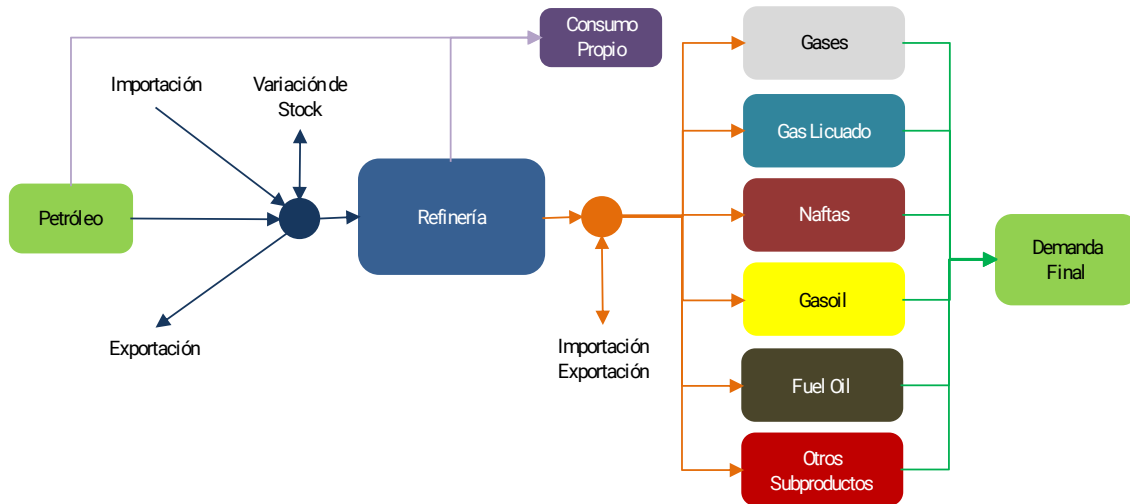 Consumo
Propio
Gases
Importación
Variación de
Stock
Gas Licuado
Petróleo
Refinería
Naftas
Demanda
Final
Gasoil
Exportación
Importación
Exportación
Fuel Oil
Otros
Subproductos